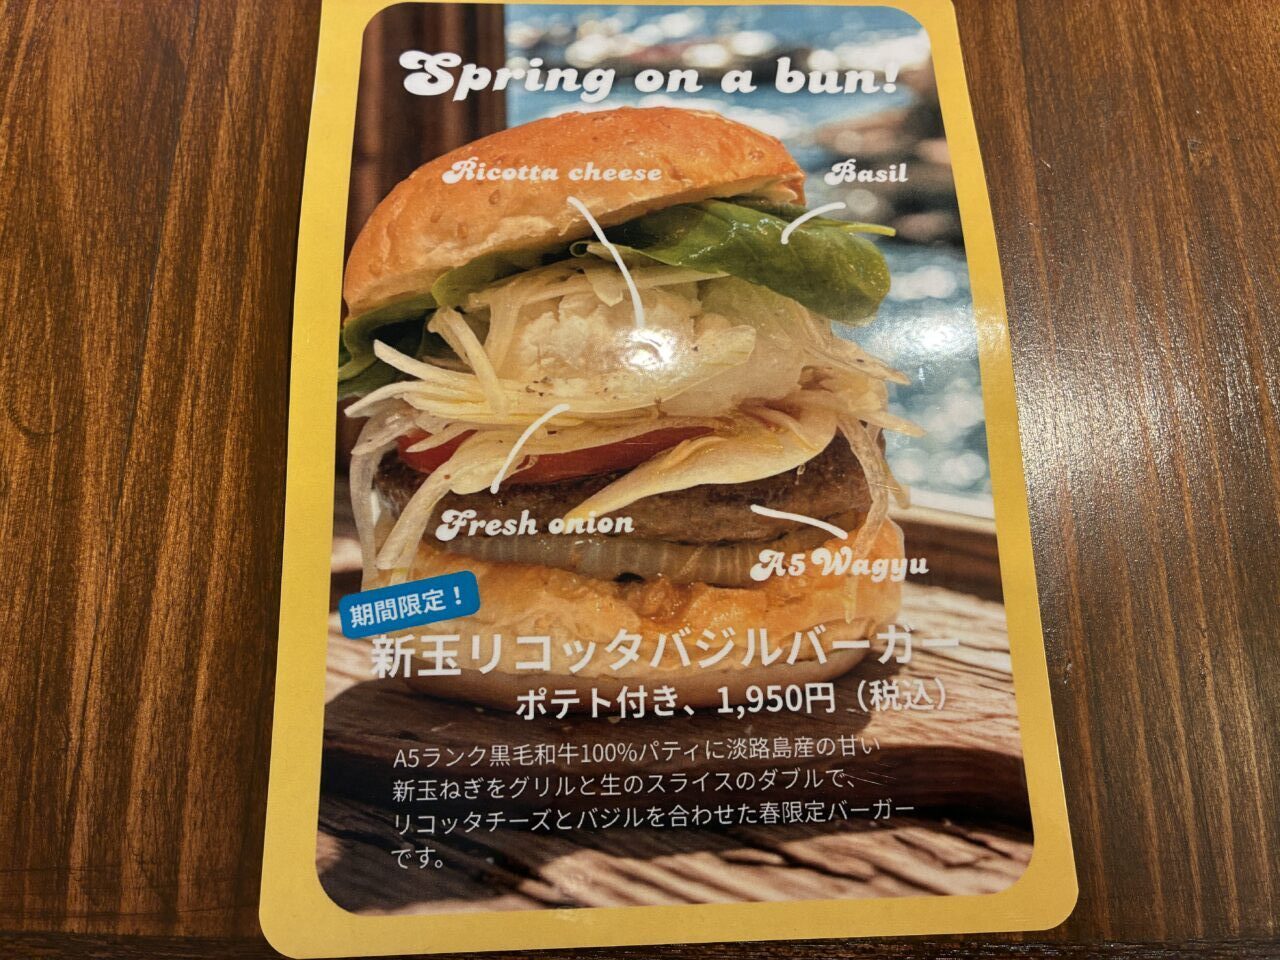 Spring on a bun!
Ricotta cheese
Basil
Fresh onion
A5 Wagyu
期間限定！
新玉リコッタバジルバーガー
ポテト付き、1,950円（税込）
A5ランク黒毛和牛100%パティに淡路島産の甘い
新玉ねぎをグリルと生のスライスのダブルで、
リコッタチーズとバジルを合わせた春限定バーガー
です。